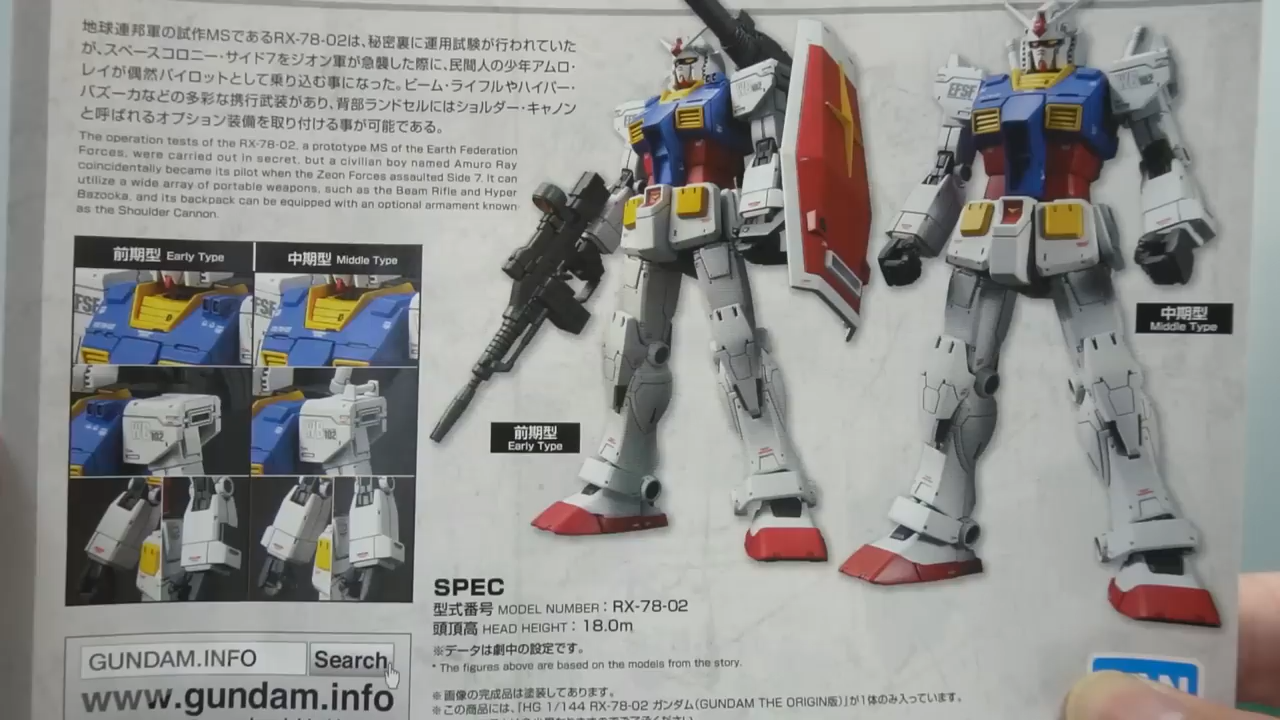 地球連邦軍の試作MSであるRX-78-02は、秘密裏に運用試験が行われていた
が、スペースコロニー・サイド7をジオン軍が急襲した際に、民間人の少年アムロ・
レイが偶然パイロットとして乗り込む事になった。ビーム・ライフルやハイパー・
バズーカなどの多彩な携行武装があり、背部ランドセルにはショルダー・キャノン
と呼ばれるオプション装備を取り付ける事が可能である。
The operation tests of the RX-78-02, a prototype MS of the Earth Federation
Forces, were carried out in secret, but a civilian boy named Amuro Ray
coincidentally became its pilot when the Zeon Forces assaulted Side 7. It can
utilize a wide array of portable weapons, such as the Beam Rifle and Hyper
Bazooka, and its backpack can be equipped with an optional armament known
as the Shoulder Cannon.
前期型 Early Type
中期型 Middle Type
EFSF
WB 102
WB 102
EFSF
102
前期型
Early Type
中期型
Middle Type
SPEC
型式番号 MODEL NUMBER：RX-78-02
頭頂高 HEAD HEIGHT：18.0m
※データは劇中の設定です。
* The figures above are based on the models from the story.
※画像の完成品は塗装してあります。
※この商品には、「HG 1/144 RX-78-02 ガンダム(GUNDAM THE ORIGIN版)」が1体のみ入っています。
GUNDAM.INFO
Search
www.gundam.info